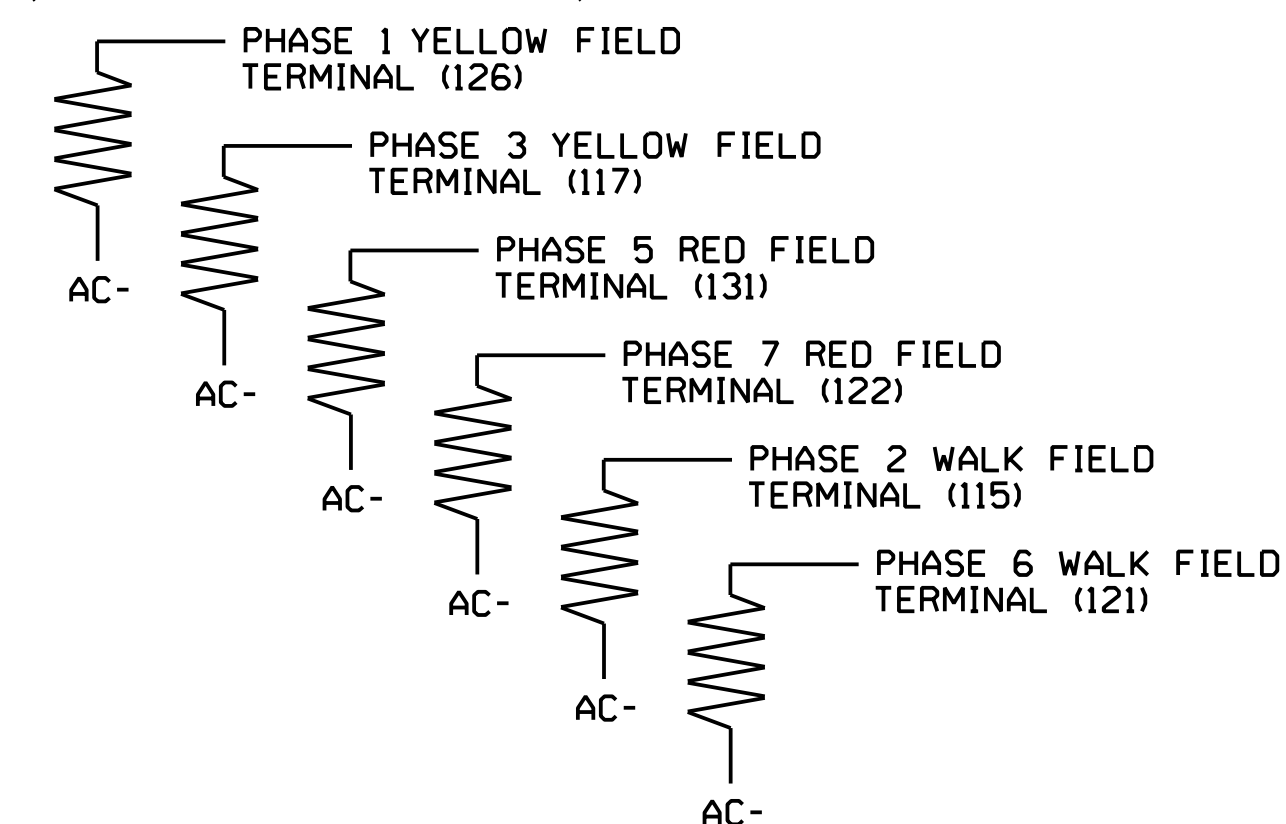 PHASE 1 YELLOW FIELD
TERMINAL (126)
PHASE 3 YELLOW FIELD
TERMINAL (117)
AC-
PHASE 5 RED FIELD
TERMINAL (131)
PHASE 7 RED FIELD
TERMINAL (122)
AC-
PHASE 2 WALK FIELD
TERMINAL (115)
AC-
PHASE 6 WALK FIELD
TERMINAL (121)
AC-
AC-
AC-